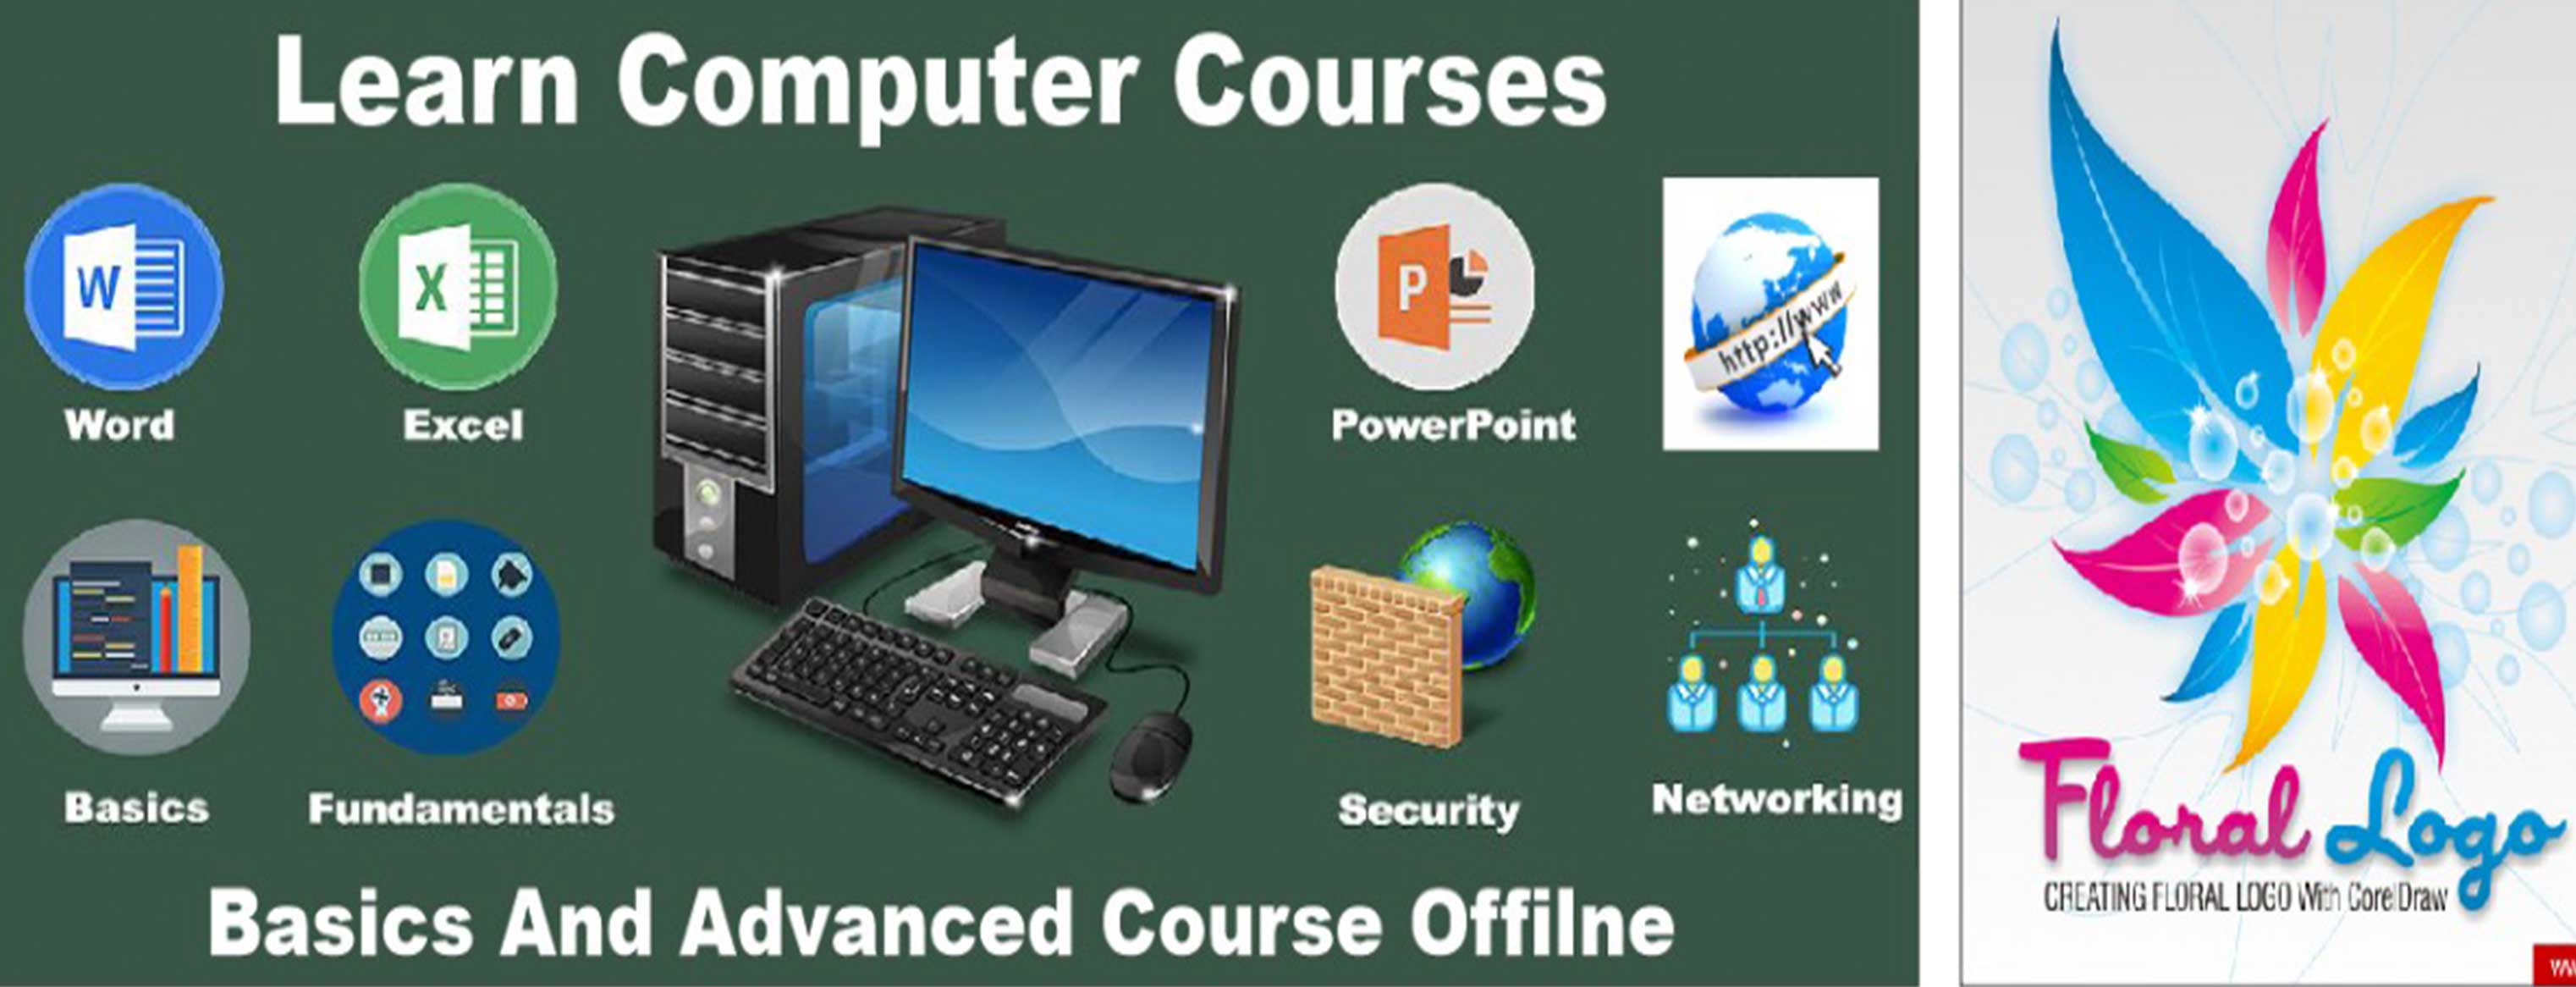 Learn Computer Courses
W
X
P
http://www
Word
Excel
PowerPoint
Basics
Fundamentals
Security
Networking
Basics And Advanced Course Offilne
Floral Logo
CREATING FLORAL LOGO With CorelDraw